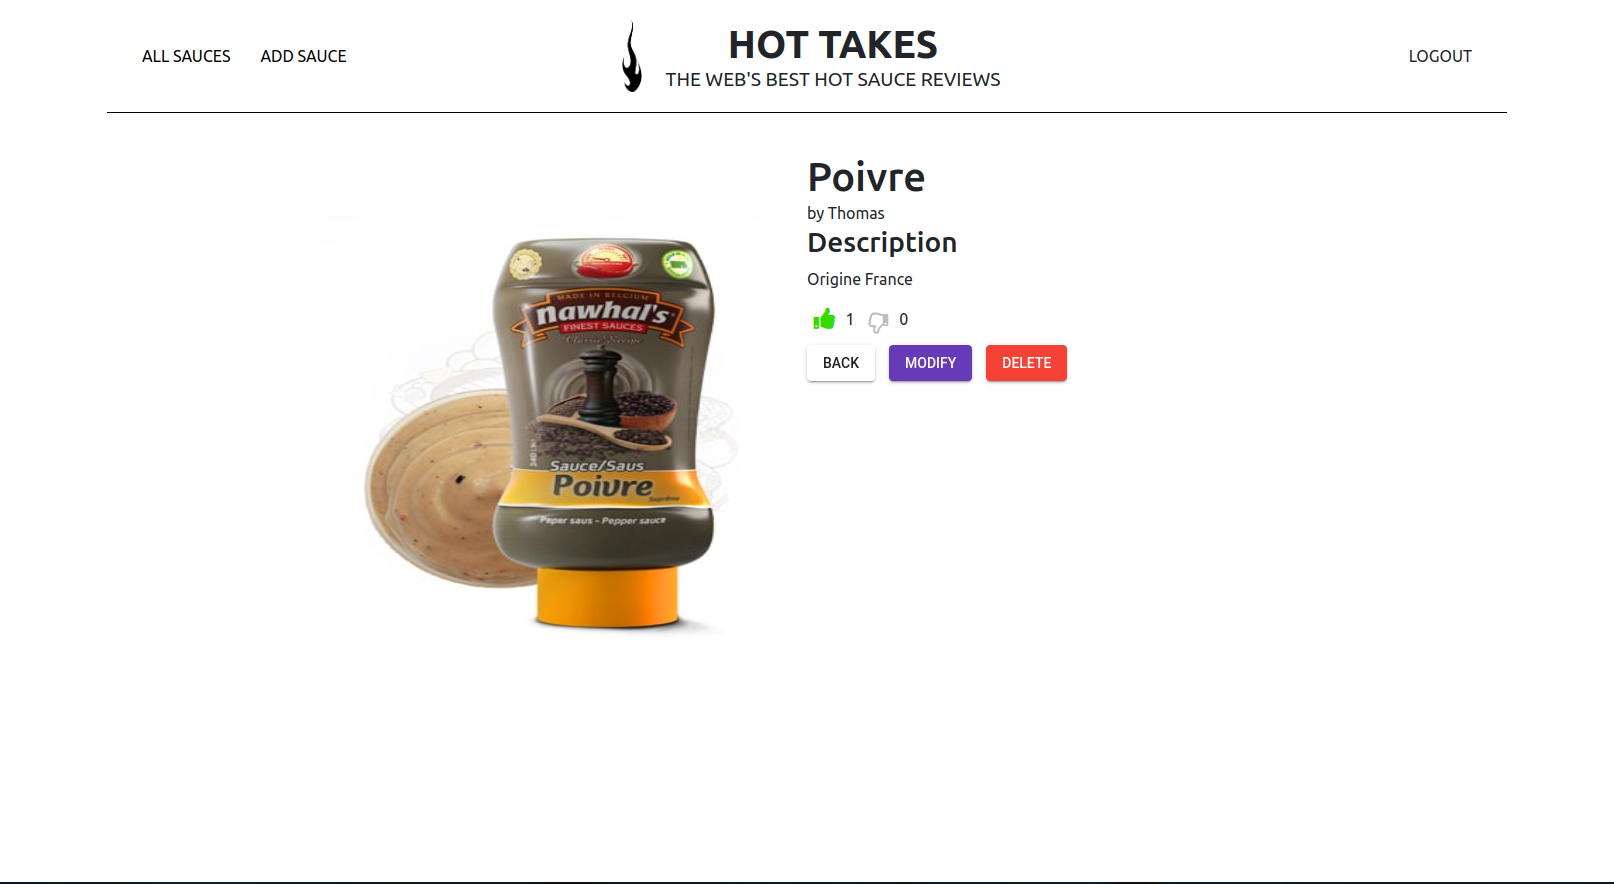 ALL SAUCES
ADD SAUCE
HOT TAKES
THE WEB'S BEST HOT SAUCE REVIEWS
LOGOUT
MADE IN BELGIUM
nawhal's
FINEST SAUCES
Classic Recipe
Sauce/Saus
Poivre
Suprême
Peper saus - Pepper sauce
Poivre
by Thomas
Description
Origine France
1
0
BACK
MODIFY
DELETE